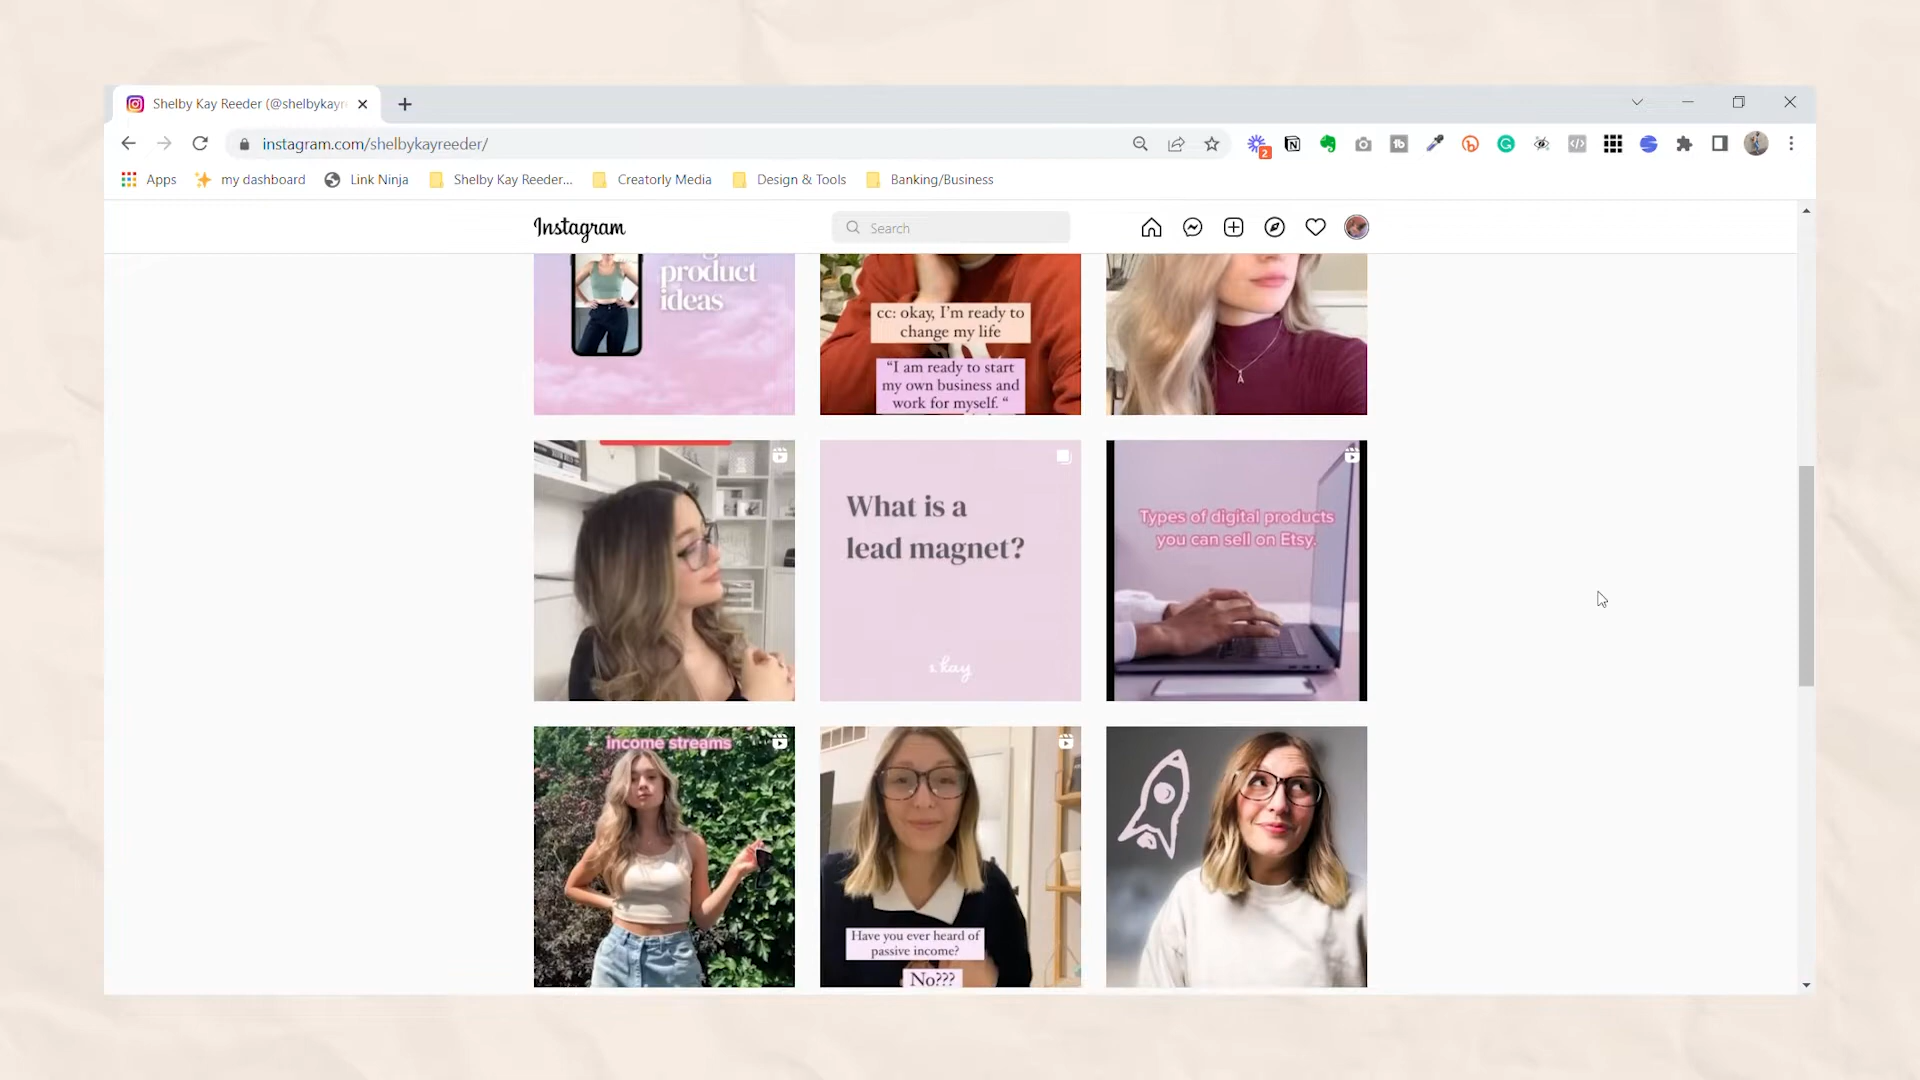 Shelby Kay Reeder (@shelbykayr
instagram.com/shelbykayreeder/
2
Apps
my dashboard
Link Ninja
Shelby Kay Reeder...
Creatorly Media
Design & Tools
Banking/Business
Instagram
Search
product
ideas
cc: okay, I'm ready to
change my life
"I am ready to start
my own business and
work for myself. "
What is a
lead magnet?
s kay
Types of digital products
you can sell on Etsy.
income streams
Have you ever heard of
passive income?
No???